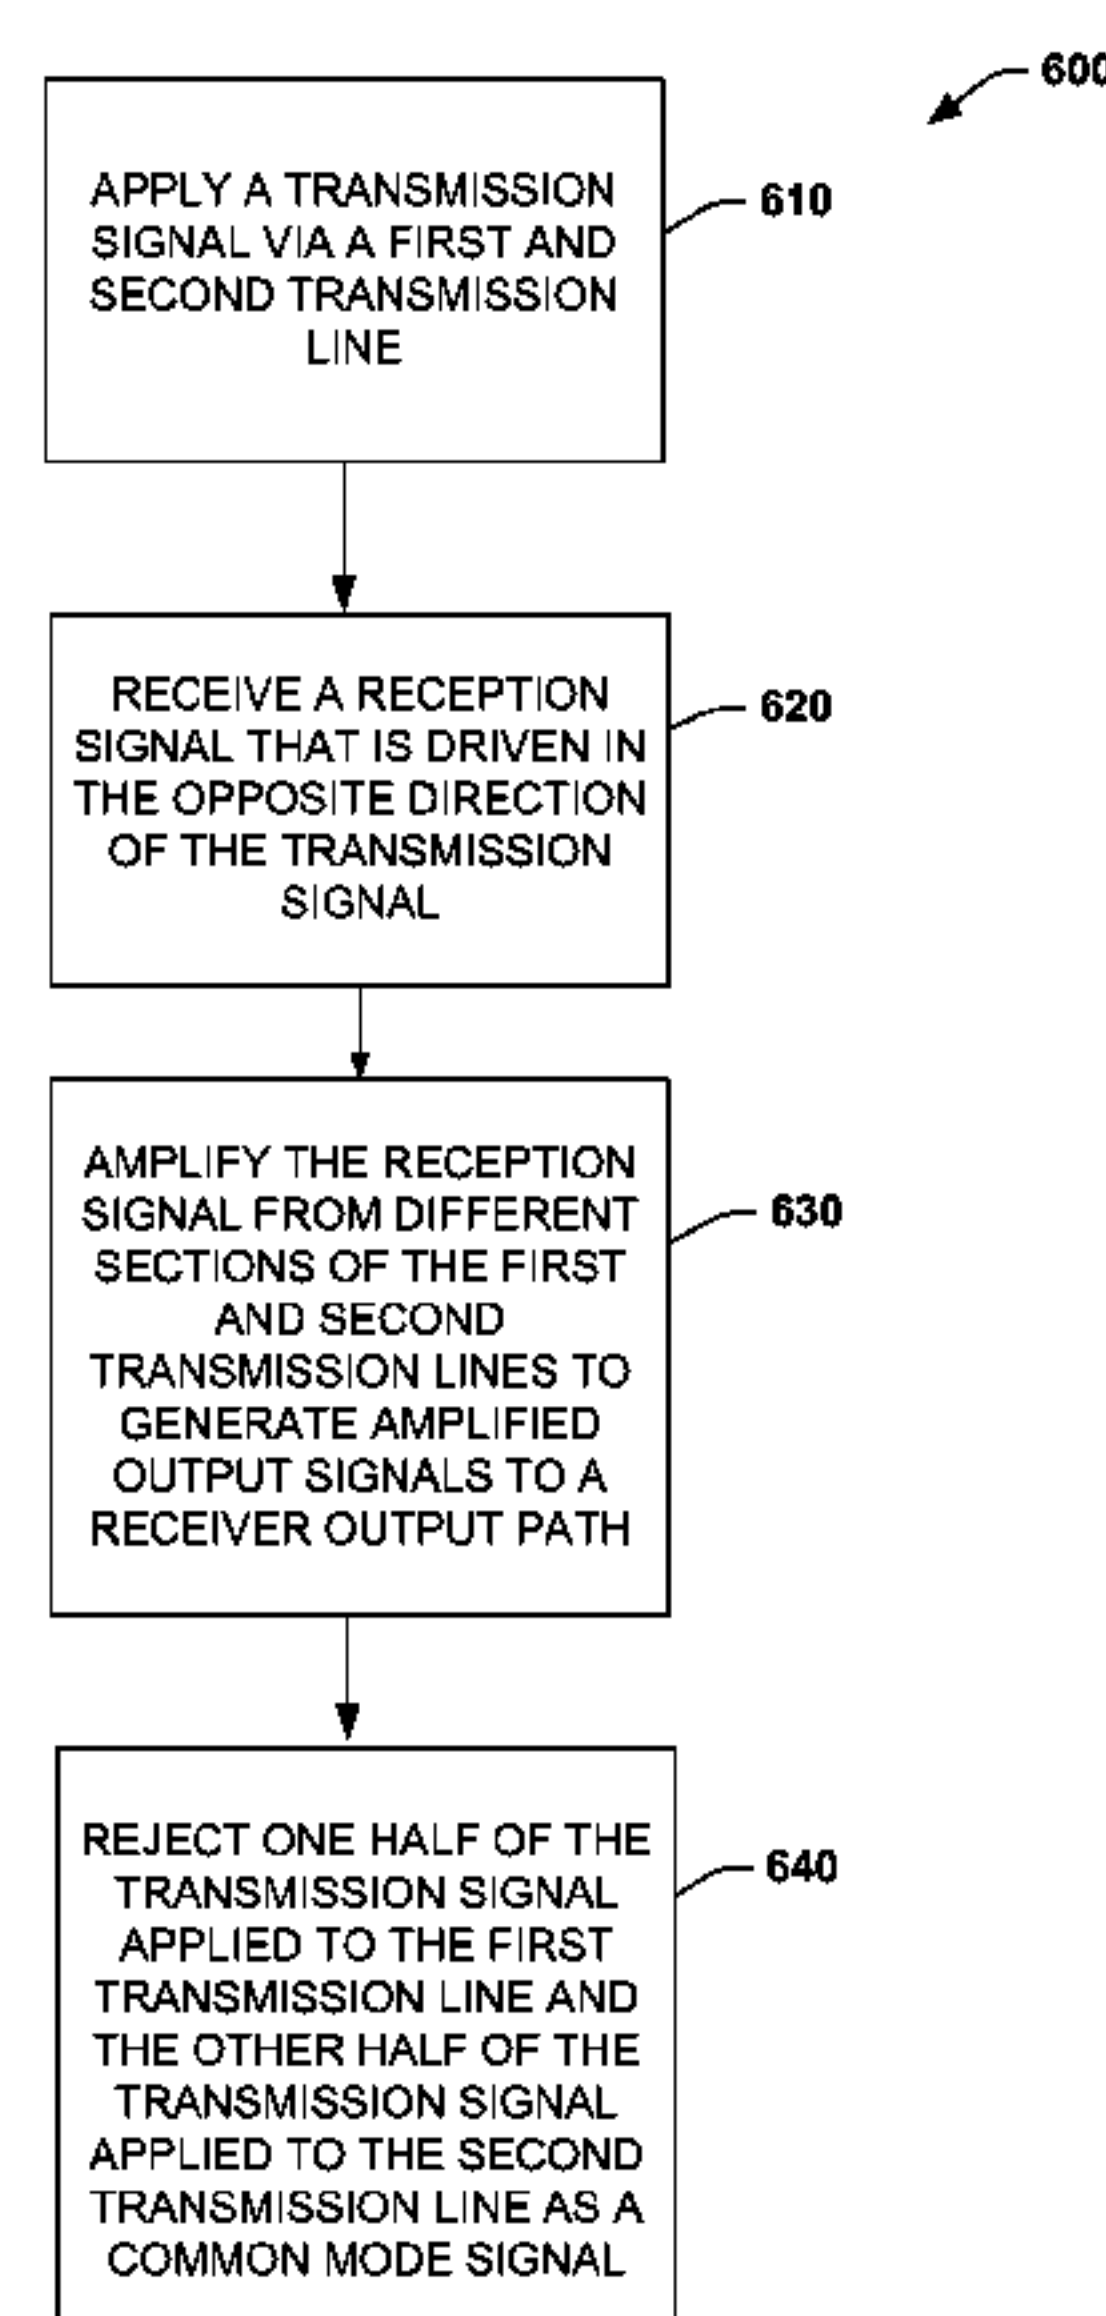 600
APPLY A TRANSMISSION
SIGNAL VIA A FIRST AND
SECOND TRANSMISSION
LINE
610
RECEIVE A RECEPTION
SIGNAL THAT IS DRIVEN IN
THE OPPOSITE DIRECTION
OF THE TRANSMISSION
SIGNAL
620
AMPLIFY THE RECEPTION
SIGNAL FROM DIFFERENT
SECTIONS OF THE FIRST
AND SECOND
TRANSMISSION LINES TO
GENERATE AMPLIFIED
OUTPUT SIGNALS TO A
RECEIVER OUTPUT PATH
630
REJECT ONE HALF OF THE
TRANSMISSION SIGNAL
APPLIED TO THE FIRST
TRANSMISSION LINE AND
THE OTHER HALF OF THE
TRANSMISSION SIGNAL
APPLIED TO THE SECOND
TRANSMISSION LINE AS A
COMMON MODE SIGNAL
640